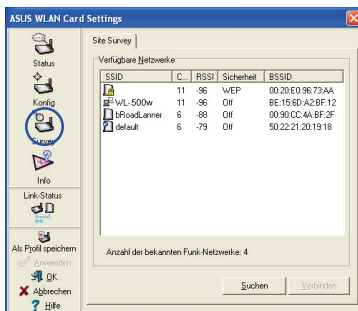 ASUS WLAN Card Settings
Status
Konfig
Survey
Info
Link-Status
Als Profil speichern
Anwenden
OK
Abbrechen
Hilfe
Site Survey
Verfügbare Netzwerke
SSID C... RSSI Sicherheit BSSID
11 -96 WEP 00:20:E0:96:73:AA
WL-500w 11 -96 Off BE:15:6D:A2:BF:12
bRoadLanner 6 -88 Off 00:90:CC:4A:BF:2F
default 6 -79 Off 50:22:21:20:19:18
Anzahl der bekannten Funk-Netzwerke: 4
Suchen
Verbinden